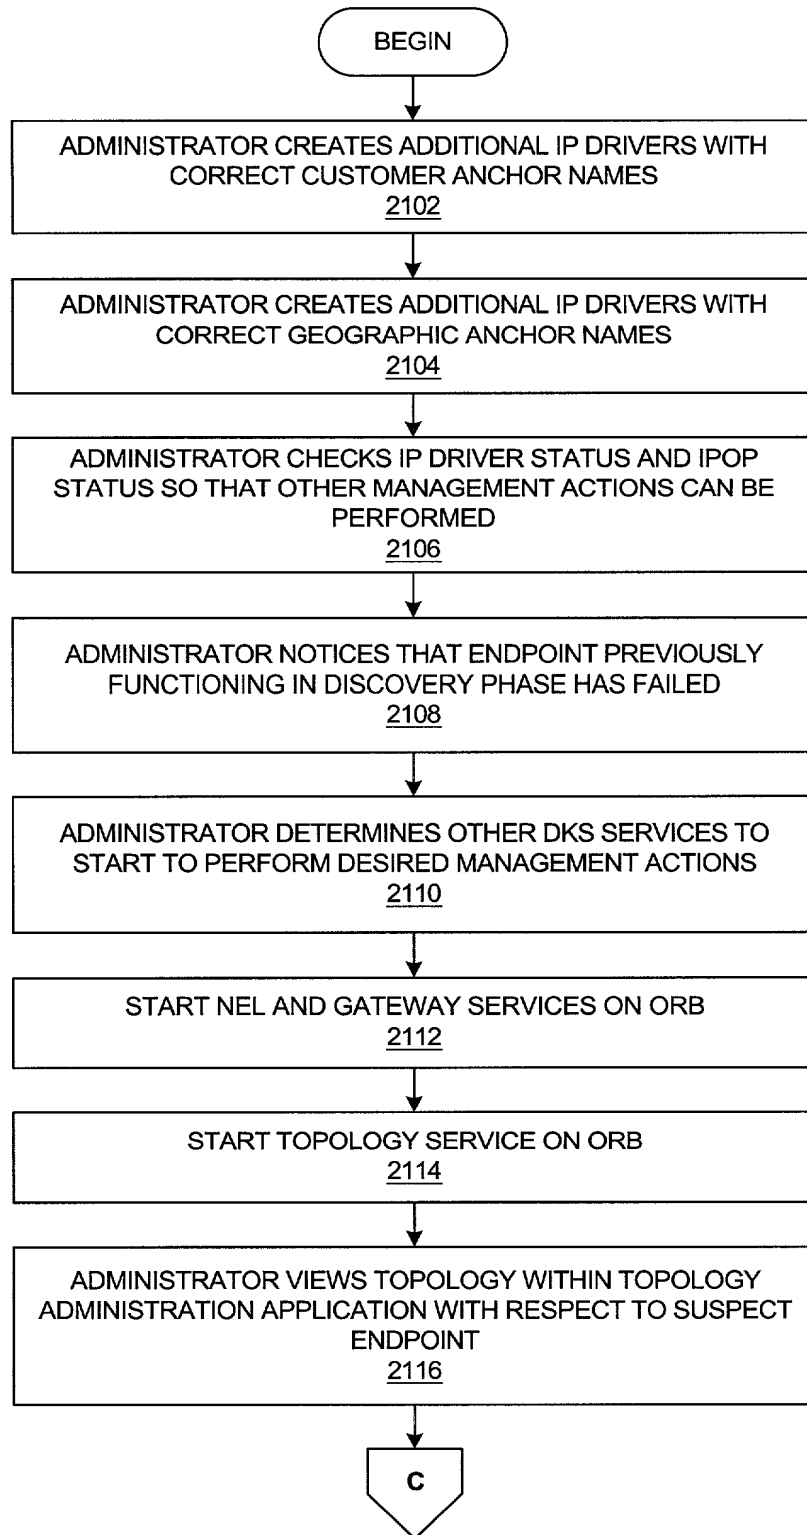 BEGIN
ADMINISTRATOR CREATES ADDITIONAL IP DRIVERS WITH
CORRECT CUSTOMER ANCHOR NAMES
2102
ADMINISTRATOR CREATES ADDITIONAL IP DRIVERS WITH
CORRECT GEOGRAPHIC ANCHOR NAMES
2104
ADMINISTRATOR CHECKS IP DRIVER STATUS AND IPOP
STATUS SO THAT OTHER MANAGEMENT ACTIONS CAN BE
PERFORMED
2106
ADMINISTRATOR NOTICES THAT ENDPOINT PREVIOUSLY
FUNCTIONING IN DISCOVERY PHASE HAS FAILED
2108
ADMINISTRATOR DETERMINES OTHER DKS SERVICES TO
START TO PERFORM DESIRED MANAGEMENT ACTIONS
2110
START NEL AND GATEWAY SERVICES ON ORB
2112
START TOPOLOGY SERVICE ON ORB
2114
ADMINISTRATOR VIEWS TOPOLOGY WITHIN TOPOLOGY
ADMINISTRATION APPLICATION WITH RESPECT TO SUSPECT
ENDPOINT
2116
C